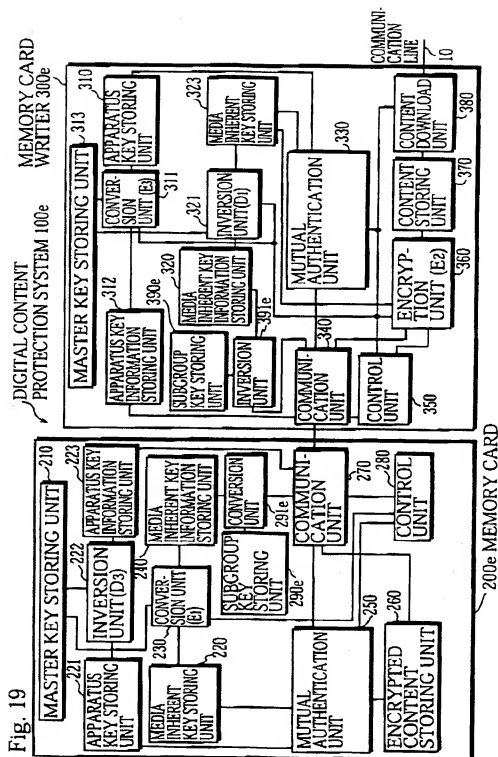 Fig. 19
DIGITAL CONTENT
PROTECTION SYSTEM 100e
MEMORY CARD
WRITER 300e
210
MASTER KEY STORING UNIT
221
APPARATUS
KEY STORING
UNIT
222
INVERSION
UNIT(D3)
223
APPARATUS KEY
INFORMATION
STORING UNIT
230
CONVER-
SION UNIT (E1)
240
MEDIA
INHERENT KEY
INFORMATION
STORING UNIT
220
MEDIA
INHERENT
KEY STORING UNIT
SUBGROUP
KEY
STORING
UNIT
290e
CONVERSION
UNIT
291e
250
MUTUAL
AUTHENTICATION
UNIT
COMMUNI-
CATION
UNIT
270
260
ENCRYPTED
CONTENT
STORING UNIT
280
CONTROL
UNIT
200e MEMORY CARD
313
MASTER KEY STORING UNIT
312
APPARATUS KEY
INFORMATION
STORING UNIT
CONVER-
SION
UNIT (E3)
311
310
APPARATUS
KEY STORING
UNIT
390e
SUBGROUP
KEY STORING
UNIT
320
MEDIA
INHERENT KEY
INFORMATION
STORING UNIT
321
INVERSION
UNIT(D1)
323
MEDIA
INHERENT KEY
STORING UNIT
391e
INVERSION
UNIT
340
COMMUNI-
CATION
UNIT
MUTUAL
AUTHENTICATION
UNIT
330
CONTROL
UNIT
350
ENCRYP-
TION
UNIT (E2)
360
CONTENT
STORING
UNIT
370
CONTENT
DOWNLOAD
UNIT
380
COMMUNI-
CATION
LINE
10